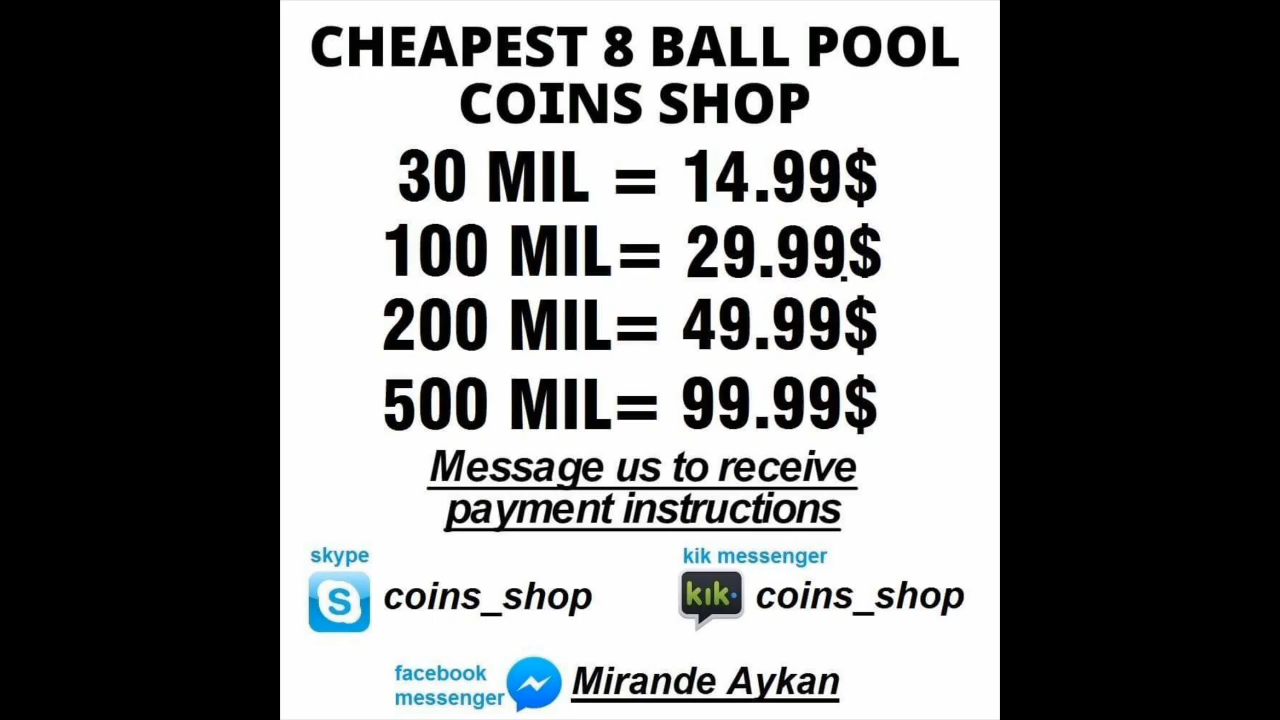 CHEAPEST 8 BALL POOL
COINS SHOP
30 MIL = 14.99$
100 MIL= 29.99$
200 MIL= 49.99$
500 MIL= 99.99$
Message us to receive
payment instructions
skype
coins_shop
kik messenger
kik
coins_shop
facebook
messenger
Mirande Aykan